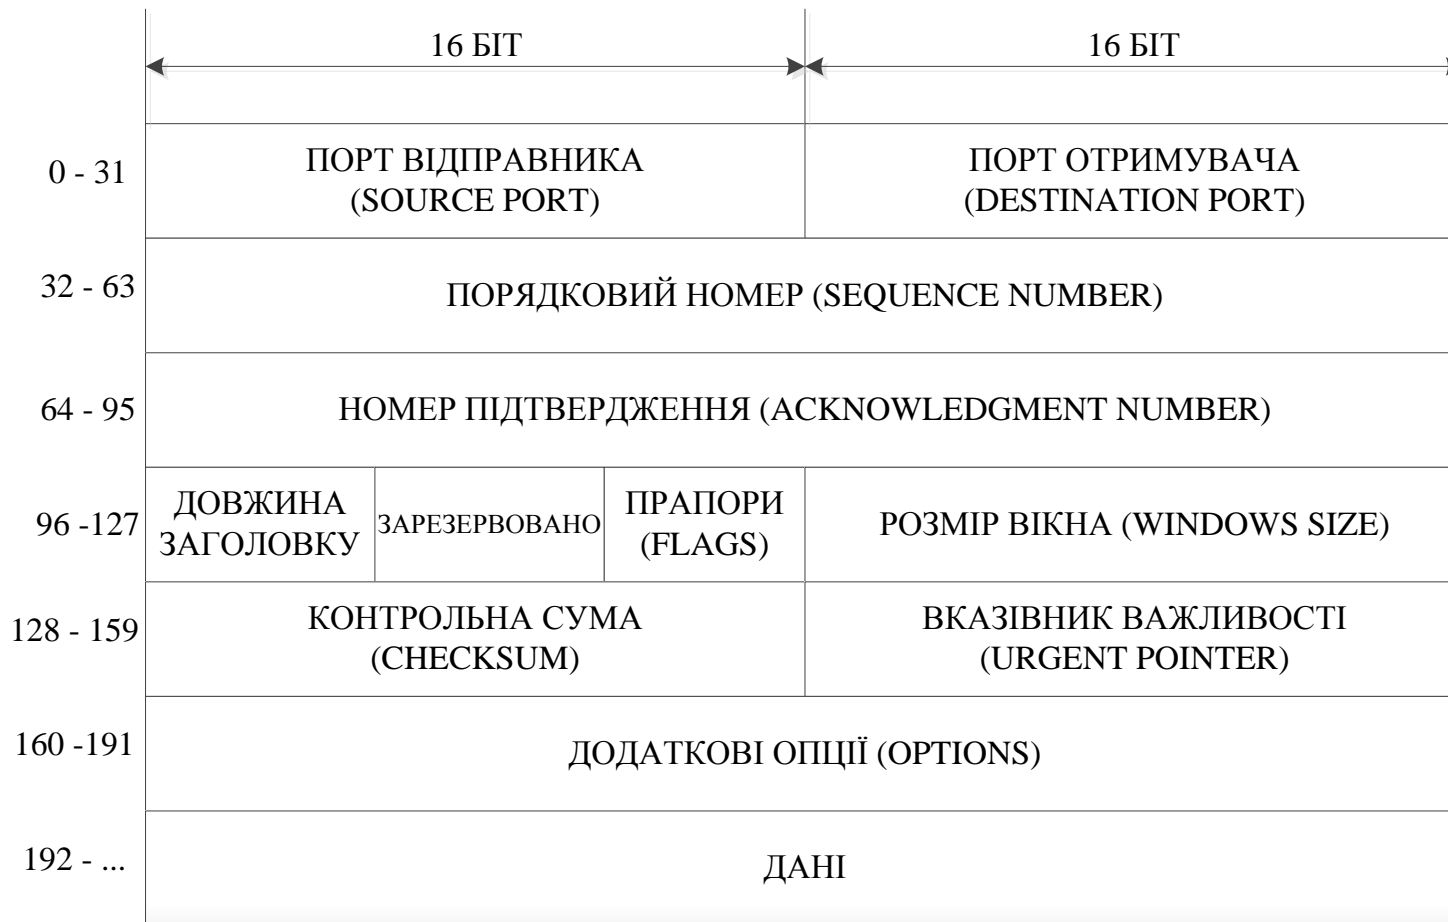 16 БІТ
16 БІТ
0 - 31
ПОРТ ВІДПРАВНИКА
(SOURCE PORT)
ПОРТ ОТРИМУВАЧА
(DESTINATION PORT)
32 - 63
ПОРЯДКОВИЙ НОМЕР (SEQUENCE NUMBER)
64 - 95
НОМЕР ПІДТВЕРДЖЕННЯ (ACKNOWLEDGMENT NUMBER)
96 -127
ДОВЖИНА
ЗАГОЛОВКУ
ЗАРЕЗЕРВОВАНО
ПРАПОРИ
(FLAGS)
РОЗМІР ВІКНА (WINDOWS SIZE)
128 - 159
КОНТРОЛЬНА СУМА
(CHECKSUM)
ВКАЗІВНИК ВАЖЛИВОСТІ
(URGENT POINTER)
160 -191
ДОДАТКОВІ ОПЦІЇ (OPTIONS)
192 - ...
ДАНІ